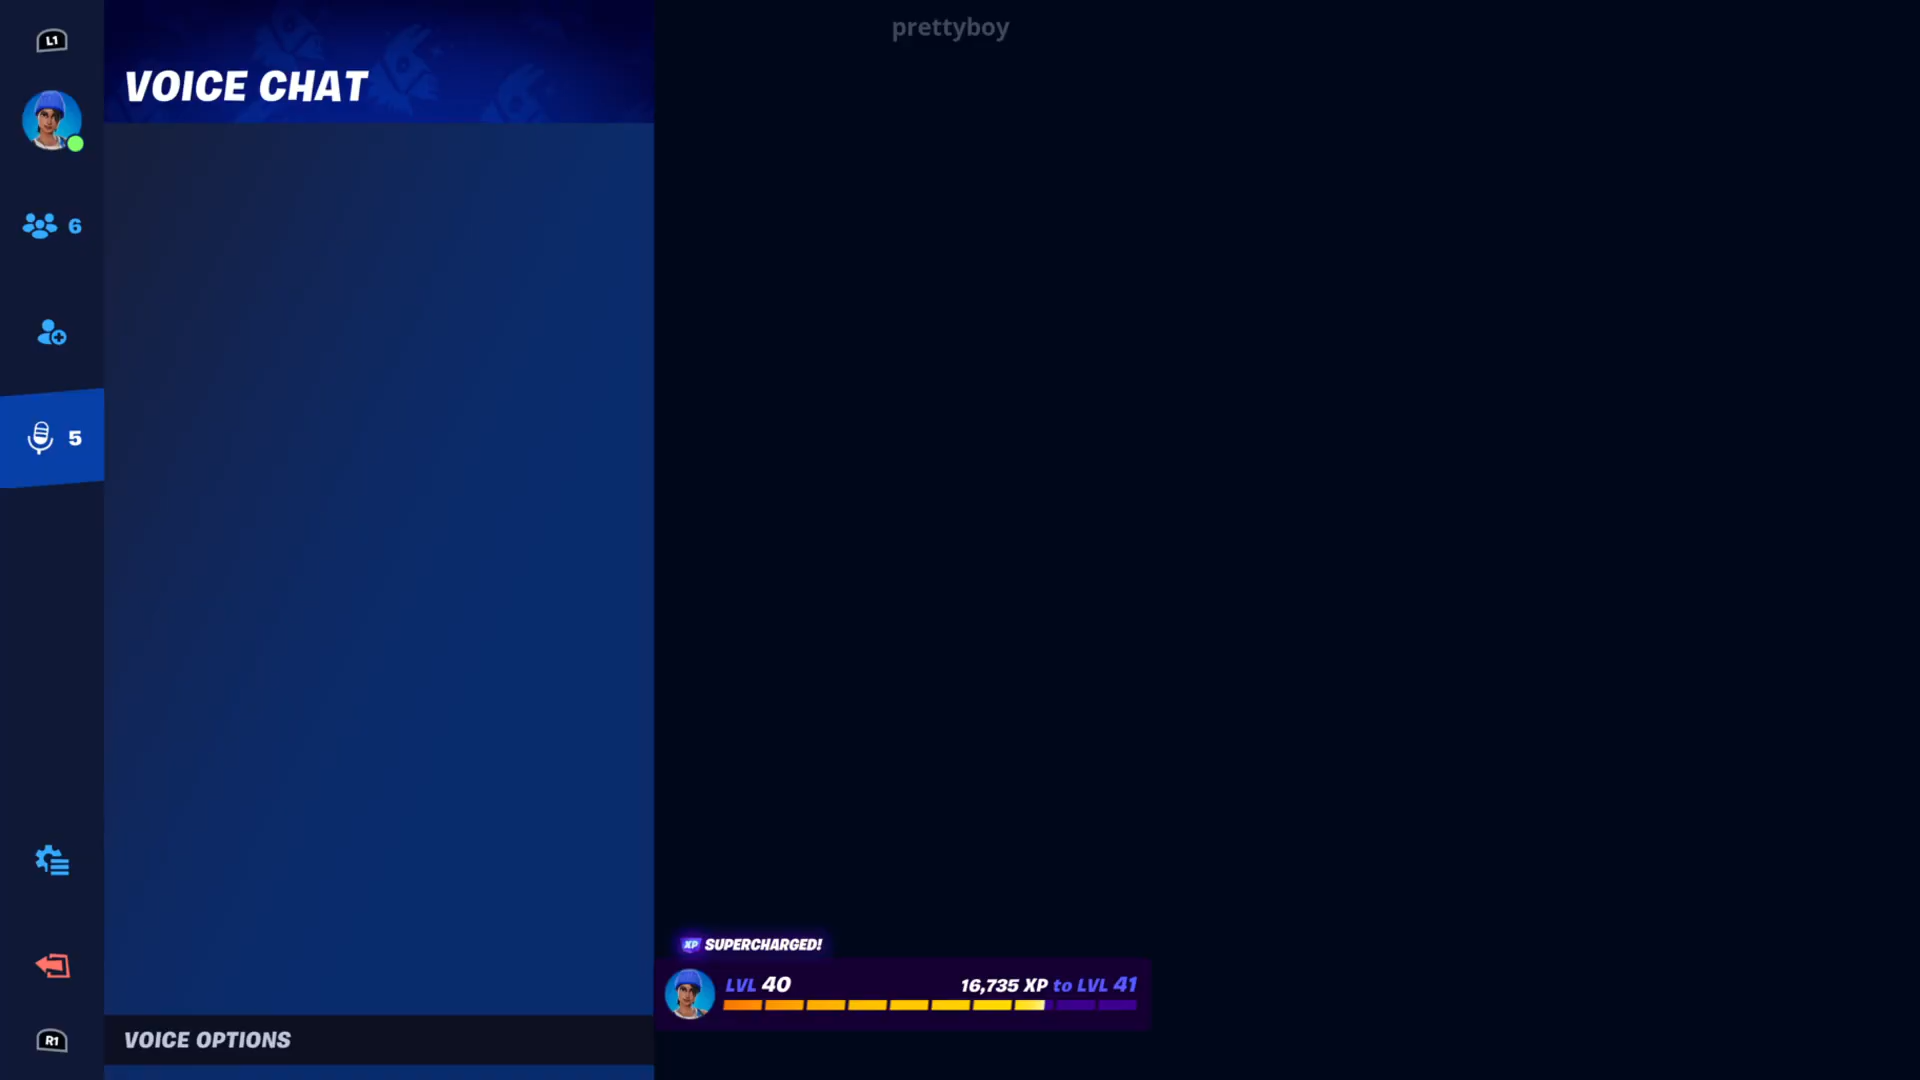 L1
prettyboy
VOICE CHAT
6
5
XP SUPERCHARGED!
LVL 40 16,735 XP to LVL 41
VOICE OPTIONS
R1